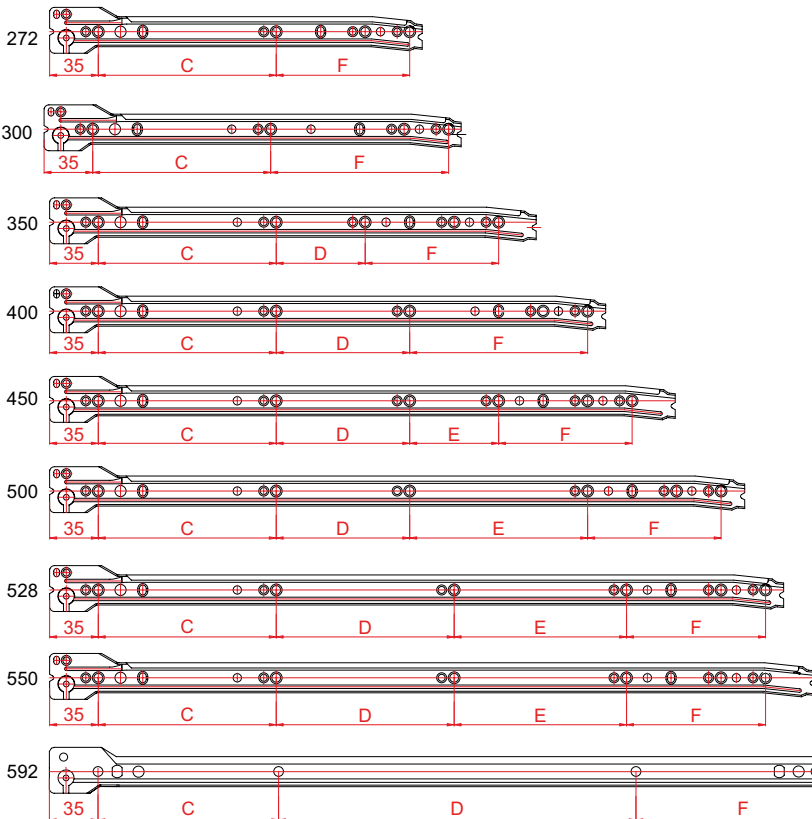 272
35 C F
300
35 C F
350
35 C D F
400
35 C D F
450
35 C D E F
500
35 C D E F
528
35 C D E F
550
35 C D E F
592
35 C D F